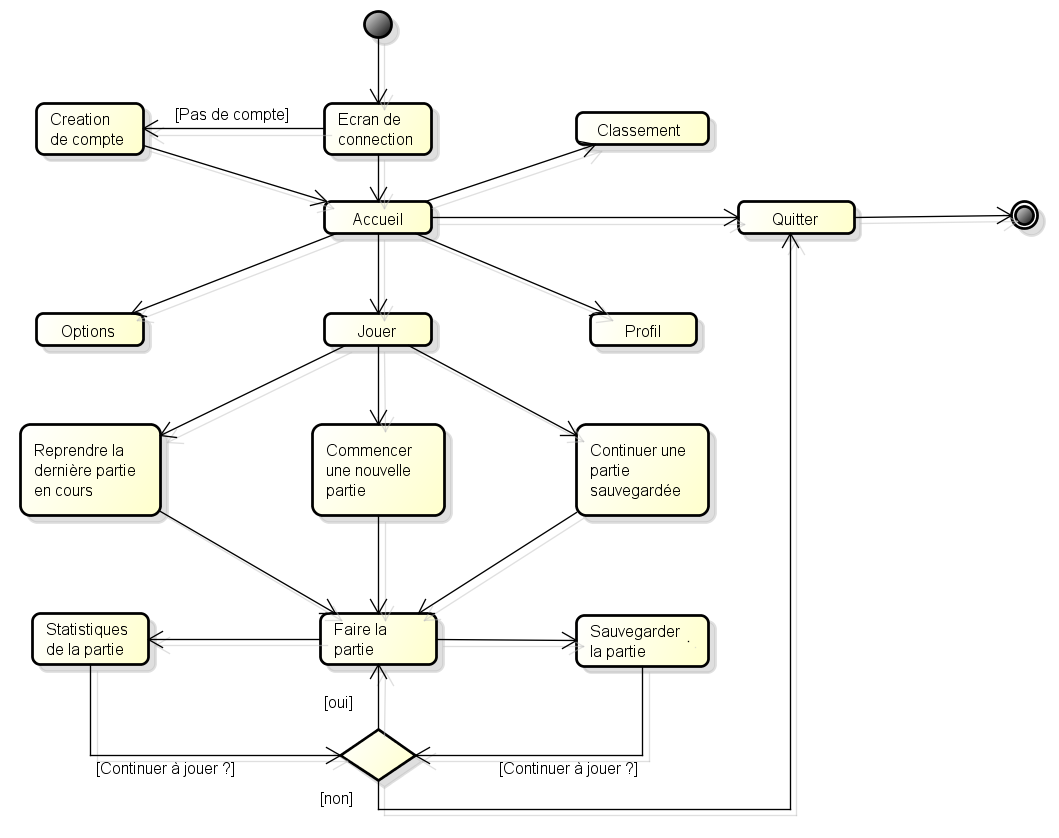 [Pas de compte]
Creation
de compte
Ecran de
connection
Classement
Accueil
Quitter
Options
Jouer
Profil
Reprendre la
dernière partie
en cours
Commencer
une nouvelle
partie
Continuer une
partie
sauvegardée
Statistiques
de la partie
Faire la
partie
Sauvegarder
la partie
[oui]
[Continuer à jouer ?]
[Continuer à jouer ?]
[non]